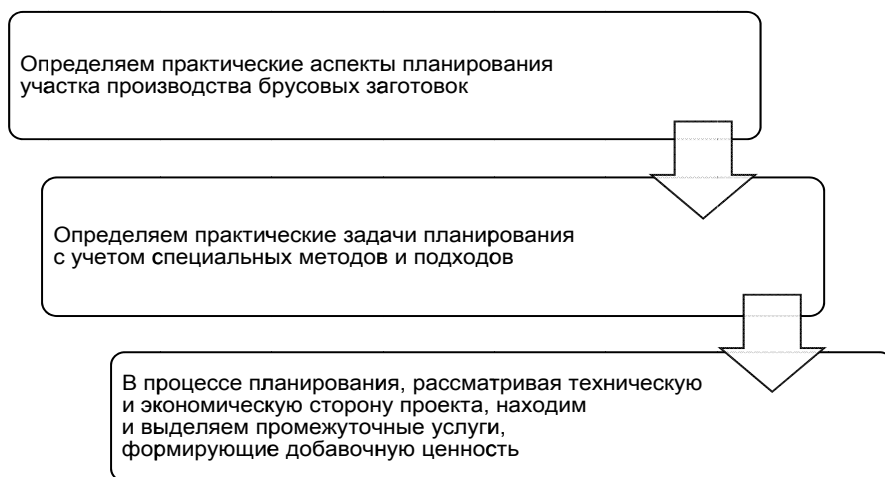 Определяем практические аспекты планирования
участка производства брусовых заготовок
Определяем практические задачи планирования
с учетом специальных методов и подходов
В процессе планирования, рассматривая техническую
и экономическую сторону проекта, находим
и выделяем промежуточные услуги,
формирующие добавочную ценность